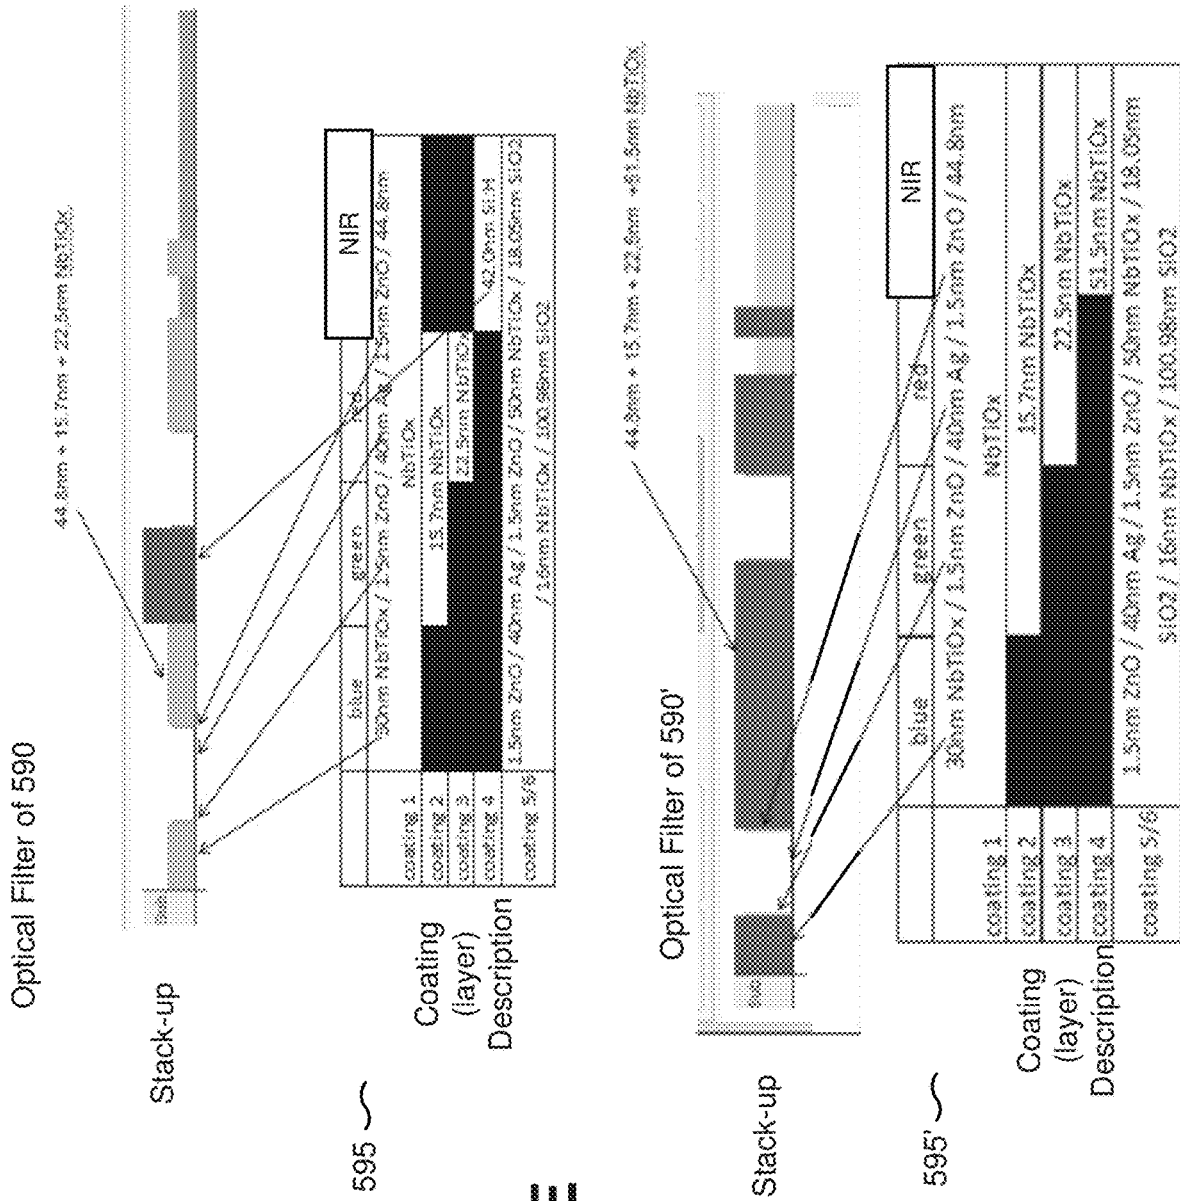 Optical Filter of 590
Stack-up
44.8nm + 15.7nm + 22.5nm NbTiOx
Sub
595
Coating
(layer)
Description
blue green red NIR
coating 1
50nm NbTiOx / 1.5nm ZnO / 40nm Ag / 1.5nm ZnO / 44.8nm
NbTiOx
coating 2 15.7nm NbTiOx
coating 3 22.5nm NbTiOx
coating 4 42.0nm Si:H
coating 5/6
1.5nm ZnO / 40nm Ag / 1.5nm ZnO / 50nm NbTiOx / 18.05nm SiO2
/ 16nm NbTiOx / 100.98nm SiO2
Optical Filter of 590'
Stack-up
44.8nm + 15.7nm + 22.5nm +51.5nm NbTiOx
Sub
595'
Coating
(layer)
Description
blue green red NIR
coating 1
30nm NbTiOx / 1.5nm ZnO / 40nm Ag / 1.5nm ZnO / 44.8nm
NbTiOx
coating 2 15.7nm NbTiOx
coating 3 22.5nm NbTiOx
coating 4 51.5nm NbTiOx
coating 5/6
1.5nm ZnO / 40nm Ag / 1.5nm ZnO / 50nm NbTiOx / 18.05nm
SiO2 / 16nm NbTiOx / 100.98nm SiO2